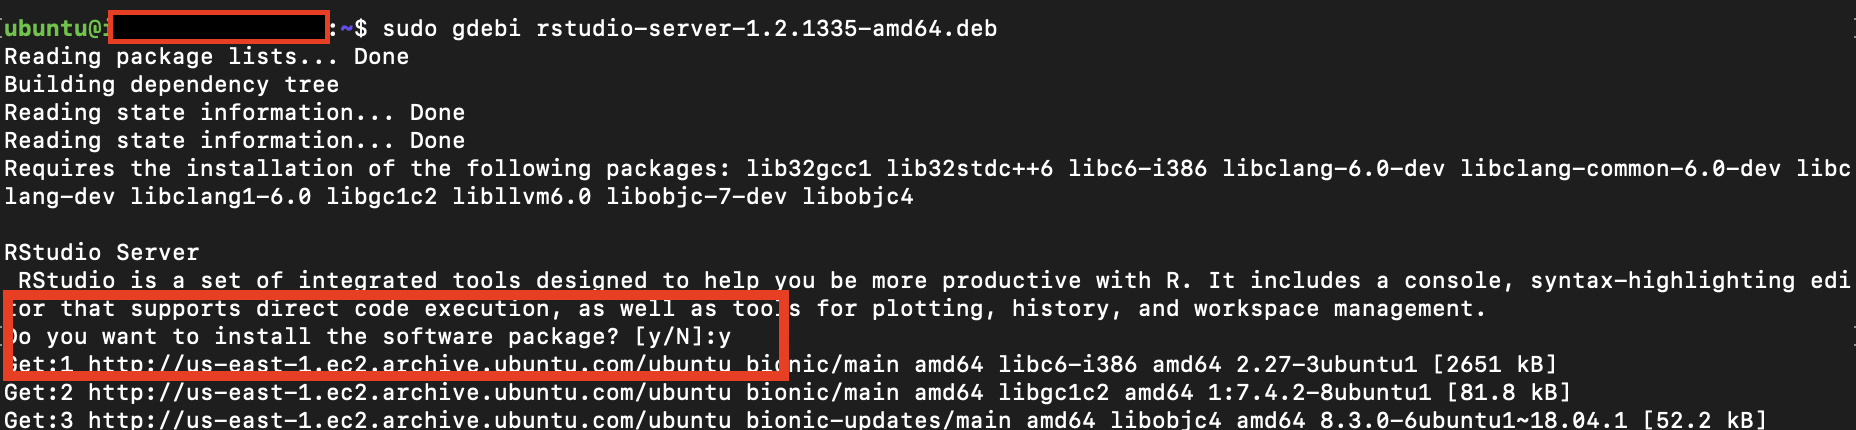 ubuntu@i :~$ sudo gdebi rstudio-server-1.2.1335-amd64.deb
Reading package lists... Done
Building dependency tree
Reading state information... Done
Reading state information... Done
Requires the installation of the following packages: lib32gcc1 lib32stdc++6 libc6-i386 libclang-6.0-dev libclang-common-6.0-dev libc
lang-dev libclang1-6.0 libgc1c2 libllvm6.0 libobjc-7-dev libobjc4
RStudio Server
 RStudio is a set of integrated tools designed to help you be more productive with R. It includes a console, syntax-highlighting edi
tor that supports direct code execution, as well as tools for plotting, history, and workspace management.
Do you want to install the software package? [y/N]:y
Get:1 http://us-east-1.ec2.archive.ubuntu.com/ubuntu bionic/main amd64 libc6-i386 amd64 2.27-3ubuntu1 [2651 kB]
Get:2 http://us-east-1.ec2.archive.ubuntu.com/ubuntu bionic/main amd64 libgc1c2 amd64 1:7.4.2-8ubuntu1 [81.8 kB]
Get:3 http://us-east-1.ec2.archive.ubuntu.com/ubuntu bionic-updates/main amd64 libobjc4 amd64 8.3.0-6ubuntu1~18.04.1 [52.2 kB]